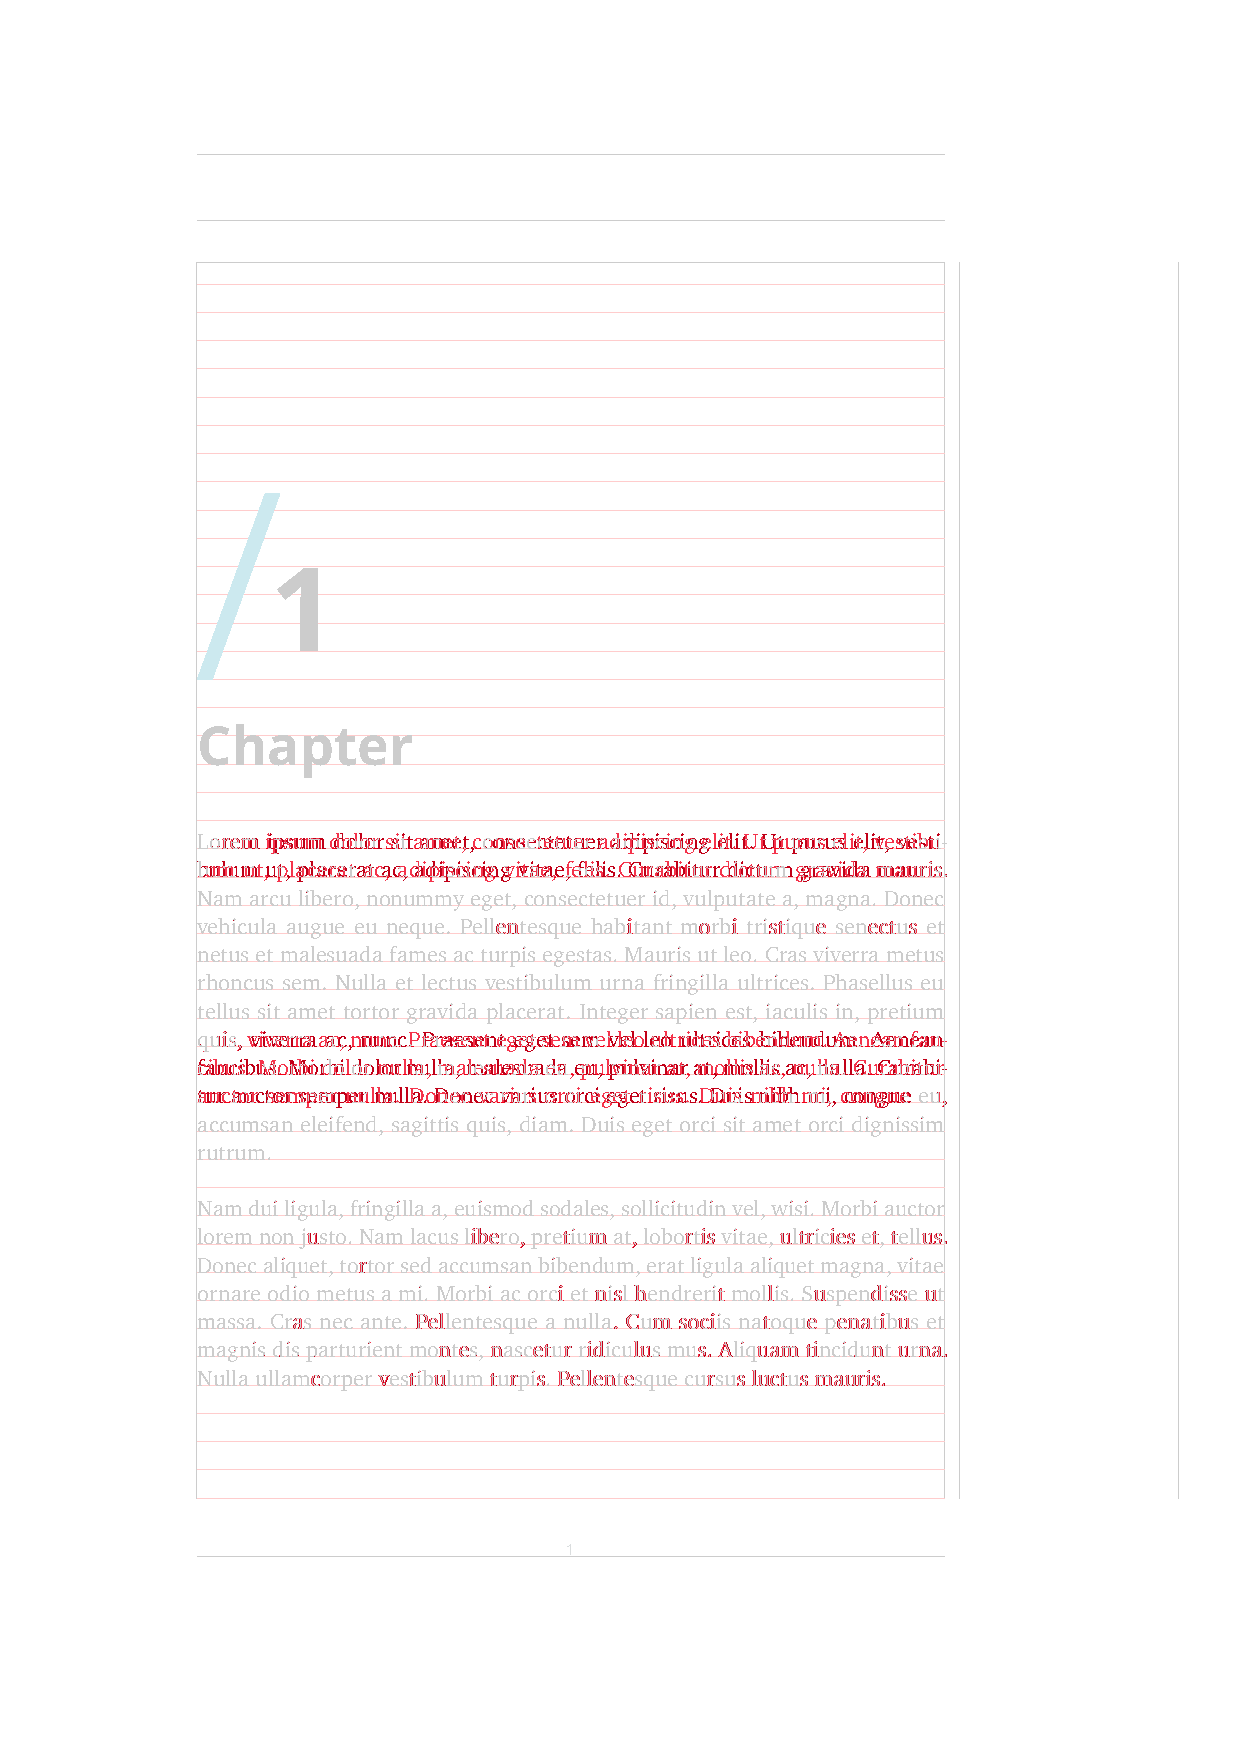 /1
Chapter
Lorem ipsum dolor sit amet, consectetuer adipiscing elit. Ut purus elit, vesti-
bulum ut, placerat ac, adipiscing vitae, felis. Curabitur dictum gravida mauris.
Nam arcu libero, nonummy eget, consectetuer id, vulputate a, magna. Donec
vehicula augue eu neque. Pellentesque habitant morbi tristique senectus et
netus et malesuada fames ac turpis egestas. Mauris ut leo. Cras viverra metus
rhoncus sem. Nulla et lectus vestibulum urna fringilla ultrices. Phasellus eu
tellus sit amet tortor gravida placerat. Integer sapien est, iaculis in, pretium
quis, viverra ac, nunc. Praesent eget sem vel leo ultrices bibendum. Aenean fau-
cibus. Morbi dolor nulla, malesuada eu, pulvinar at, mollis ac, nulla. Curabi-
tur auctor semper nulla. Donec varius orci eget risus. Duis nibh mi, congue eu,
accumsan eleifend, sagittis quis, diam. Duis eget orci sit amet orci dignissim
rutrum.
Nam dui ligula, fringilla a, euismod sodales, sollicitudin vel, wisi. Morbi auctor
lorem non justo. Nam lacus libero, pretium at, lobortis vitae, ultricies et, tellus.
Donec aliquet, tortor sed accumsan bibendum, erat ligula aliquet magna, vitae
ornare odio metus a mi. Morbi ac orci et nisl hendrerit mollis. Suspendisse ut
massa. Cras nec ante. Pellentesque a nulla. Cum sociis natoque penatibus et
magnis dis parturient montes, nascetur ridiculus mus. Aliquam tincidunt urna.
Nulla ullamcorper vestibulum turpis. Pellentesque cursus luctus mauris.
1